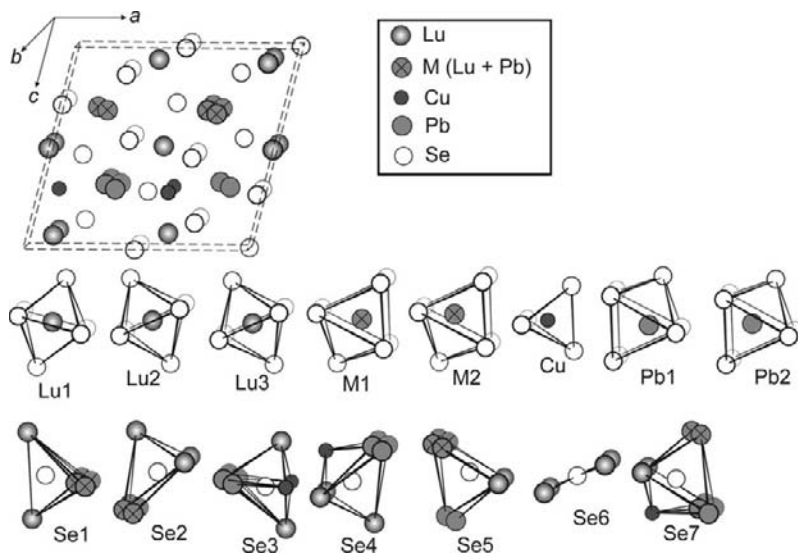 a
b
c
Lu
M (Lu + Pb)
Cu
Pb
Se
Lu1 Lu2 Lu3 M1 M2 Cu Pb1 Pb2
Se1 Se2 Se3 Se4 Se5 Se6 Se7